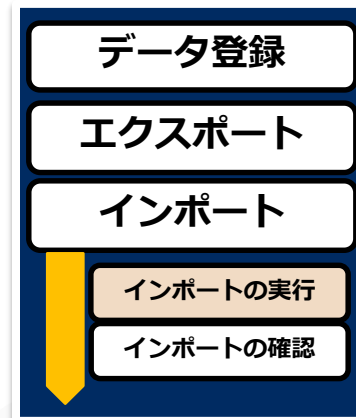 データ登録
エクスポート
インポート
インポートの実行
インポートの確認